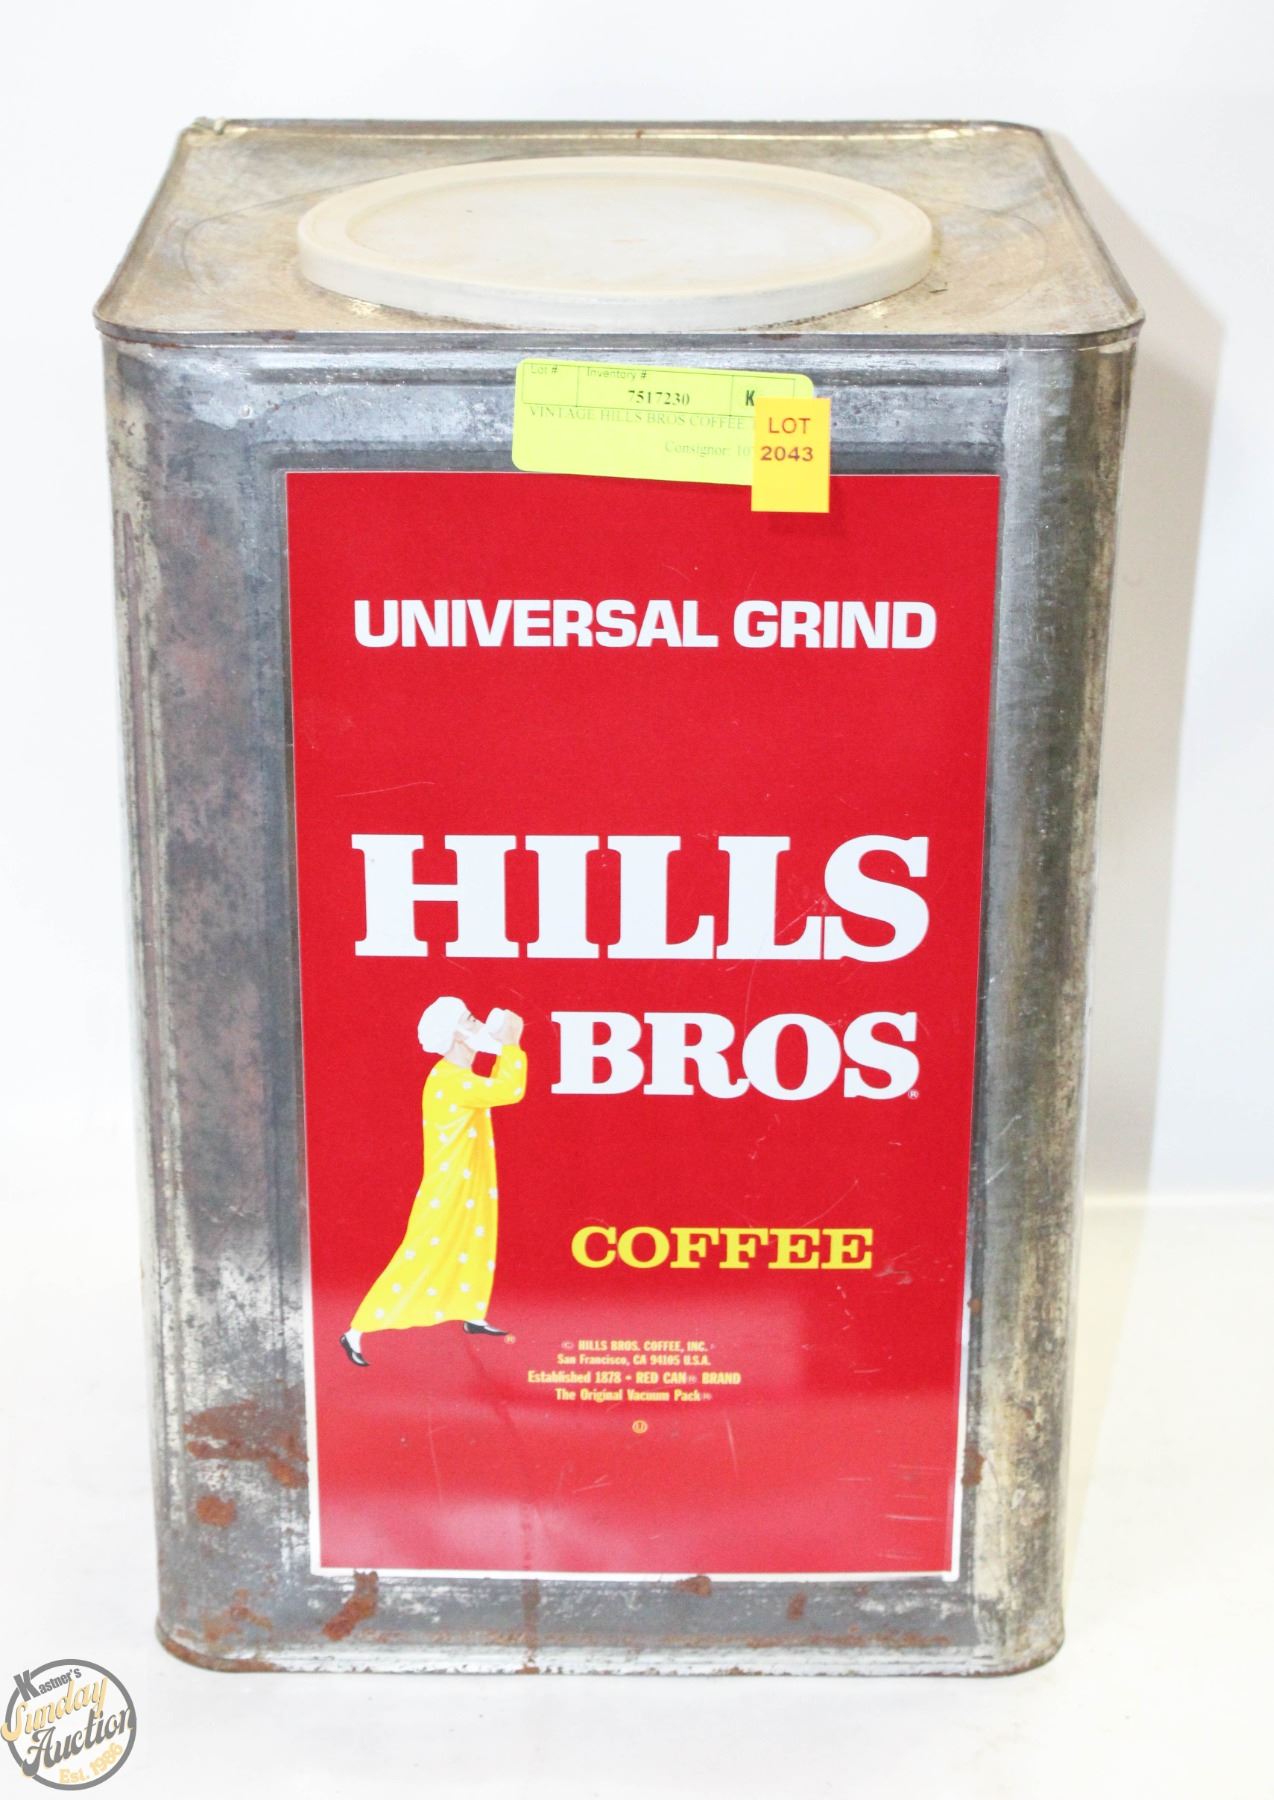 Lot # Inventory #
7517230 K
VINTAGE HILLS BROS COFFEE
Consignor:
LOT
2043
UNIVERSAL GRIND
HILLS
BROS®
COFFEE
®
© HILLS BROS. COFFEE, INC.
San Francisco, CA 94105 U.S.A.
Established 1878 • RED CAN® BRAND
The Original Vacuum Pack®
Ⓤ
Kastner's
Sunday
Auction
Est. 1986